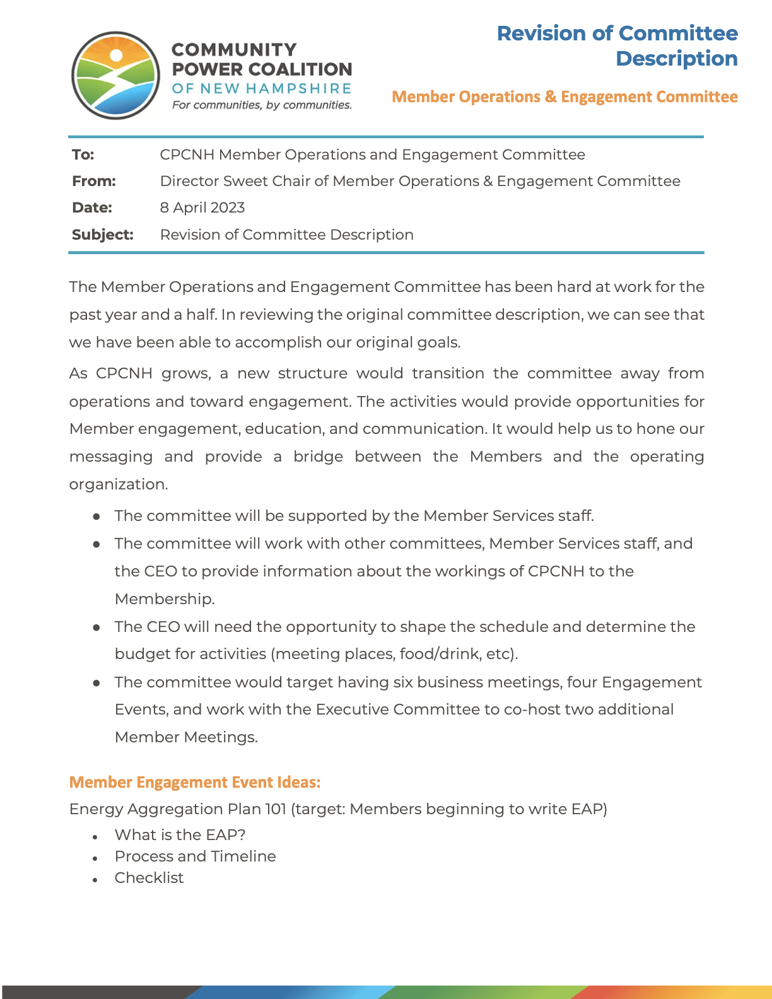 COMMUNITY
POWER COALITION
OF NEW HAMPSHIRE
For communities, by communities.
Revision of Committee
Description
Member Operations & Engagement Committee
To: CPCNH Member Operations and Engagement Committee
From: Director Sweet Chair of Member Operations & Engagement Committee
Date: 8 April 2023
Subject: Revision of Committee Description
The Member Operations and Engagement Committee has been hard at work for the
past year and a half. In reviewing the original committee description, we can see that
we have been able to accomplish our original goals.
As CPCNH grows, a new structure would transition the committee away from
operations and toward engagement. The activities would provide opportunities for
Member engagement, education, and communication. It would help us to hone our
messaging and provide a bridge between the Members and the operating
organization.
● The committee will be supported by the Member Services staff.
● The committee will work with other committees, Member Services staff, and
the CEO to provide information about the workings of CPCNH to the
Membership.
● The CEO will need the opportunity to shape the schedule and determine the
budget for activities (meeting places, food/drink, etc).
● The committee would target having six business meetings, four Engagement
Events, and work with the Executive Committee to co-host two additional
Member Meetings.
Member Engagement Event Ideas:
Energy Aggregation Plan 101 (target: Members beginning to write EAP)
• What is the EAP?
• Process and Timeline
• Checklist